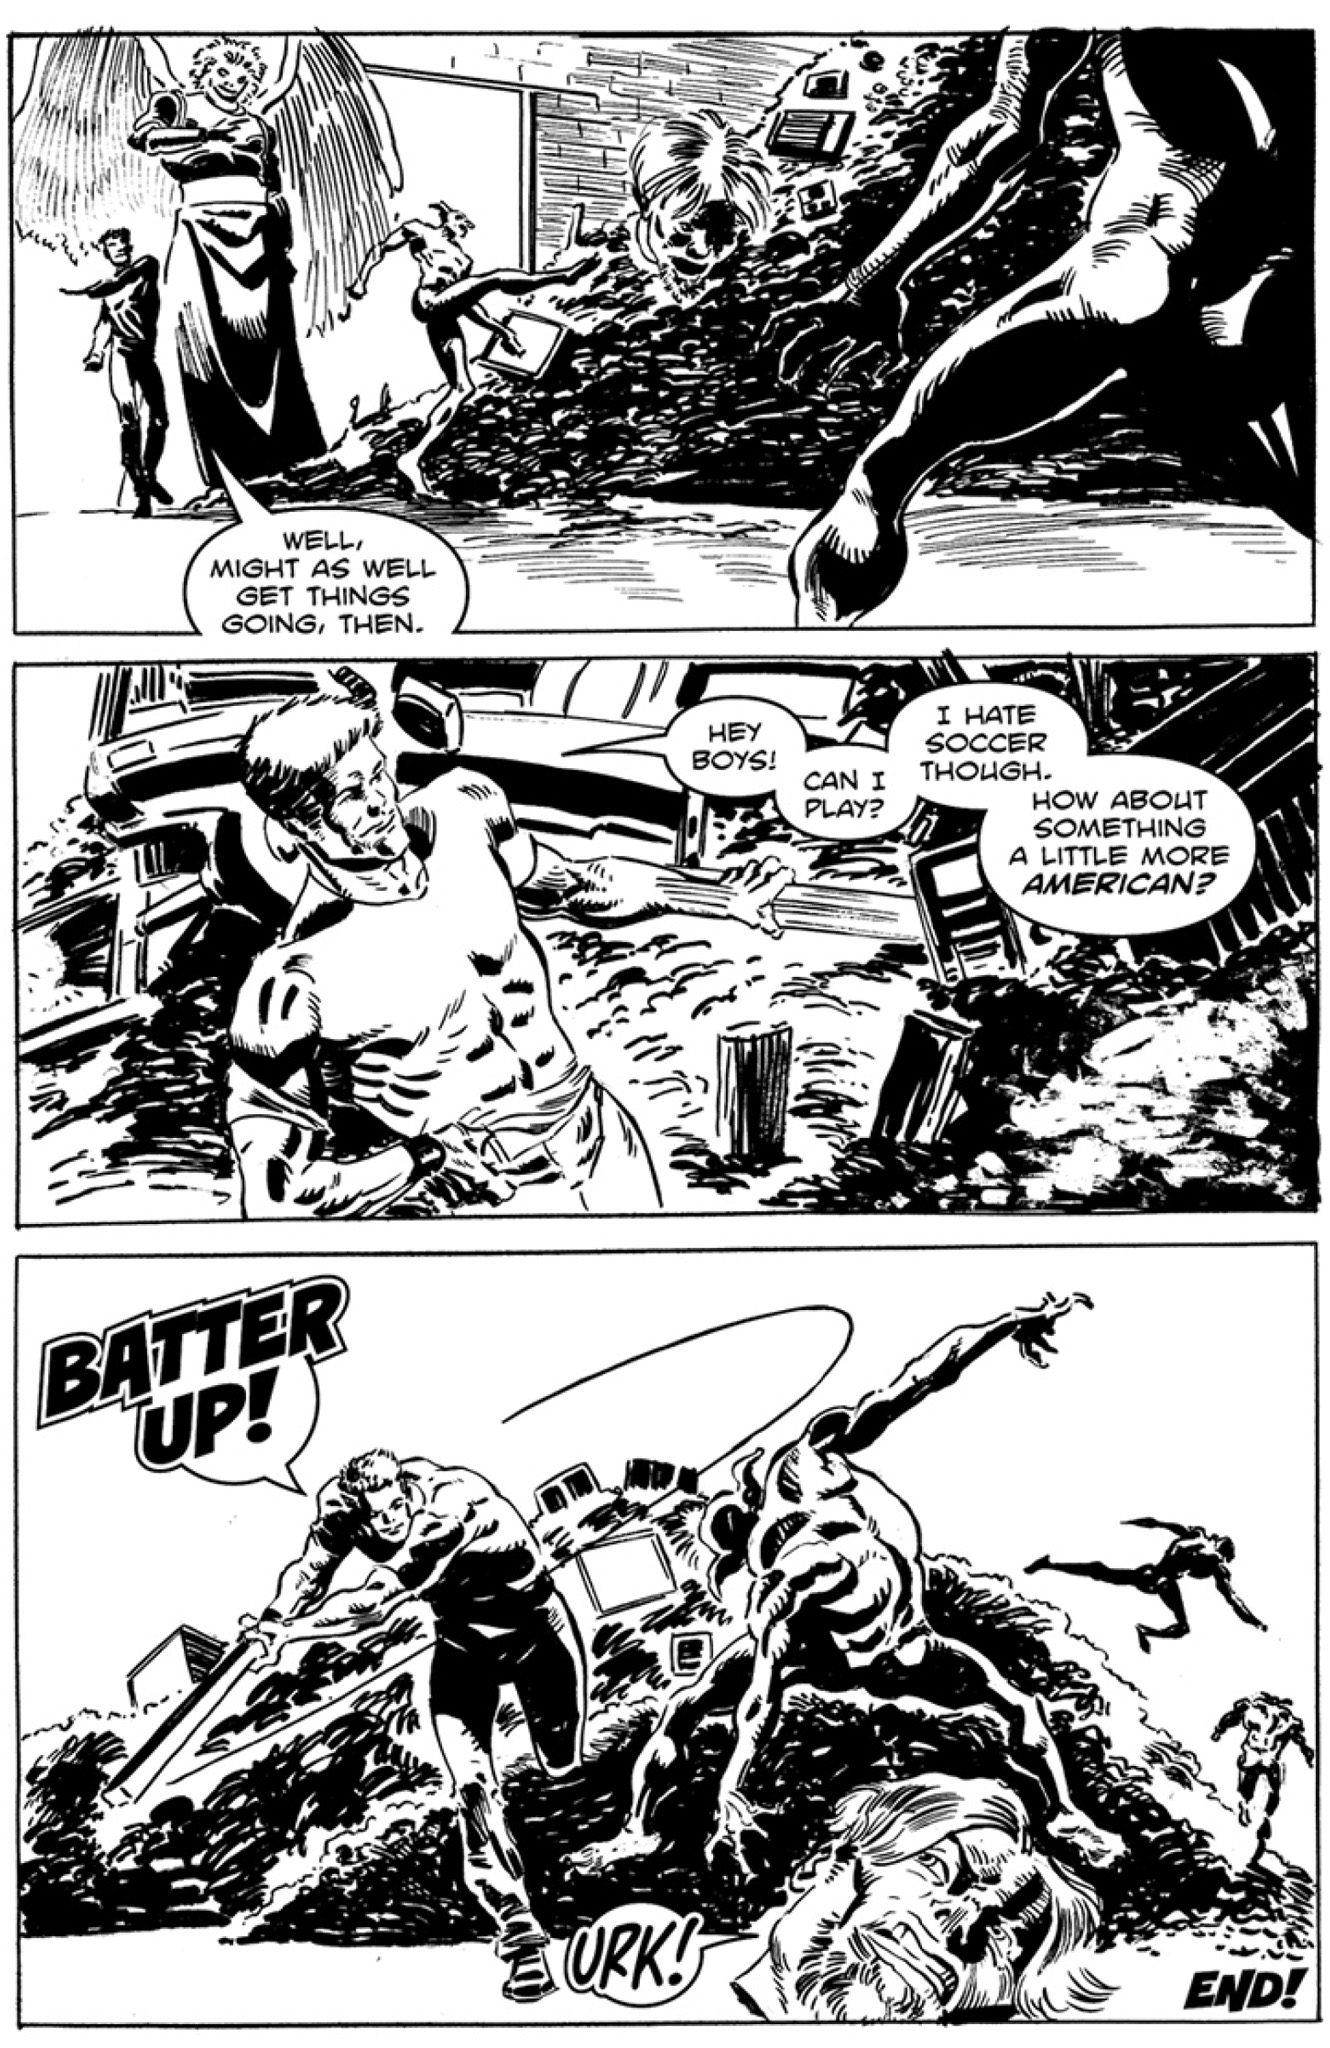 WELL,
MIGHT AS WELL
GET THINGS
GOING, THEN.
HEY
BOYS!
CAN I
PLAY?
I HATE
SOCCER
THOUGH.
HOW ABOUT
SOMETHING
A LITTLE MORE
AMERICAN?
BATTER
UP!
URK!
END!